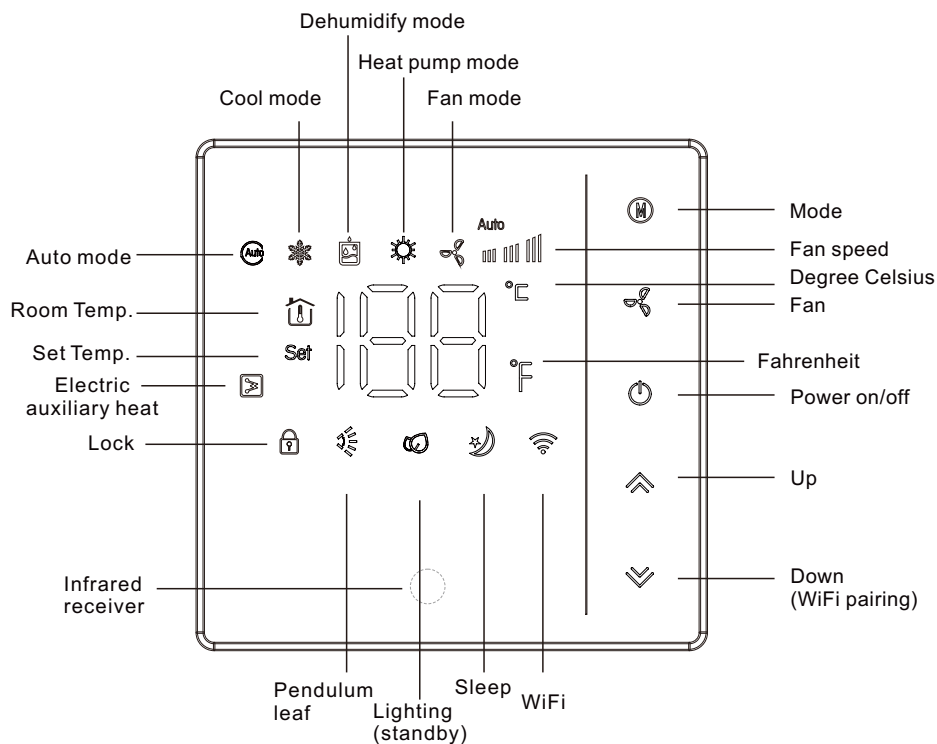 Dehumidify mode
Heat pump mode
Cool mode
Fan mode
Auto
Mode
Auto mode
Auto
Fan speed
Degree Celsius
°C
Room Temp.
Fan
188
Set Temp.
Set
Fahrenheit
°F
Electric
auxiliary heat
Power on/off
Lock
Up
Infrared
receiver
Down
(WiFi pairing)
Pendulum
leaf
Lighting
(standby)
Sleep
WiFi
M